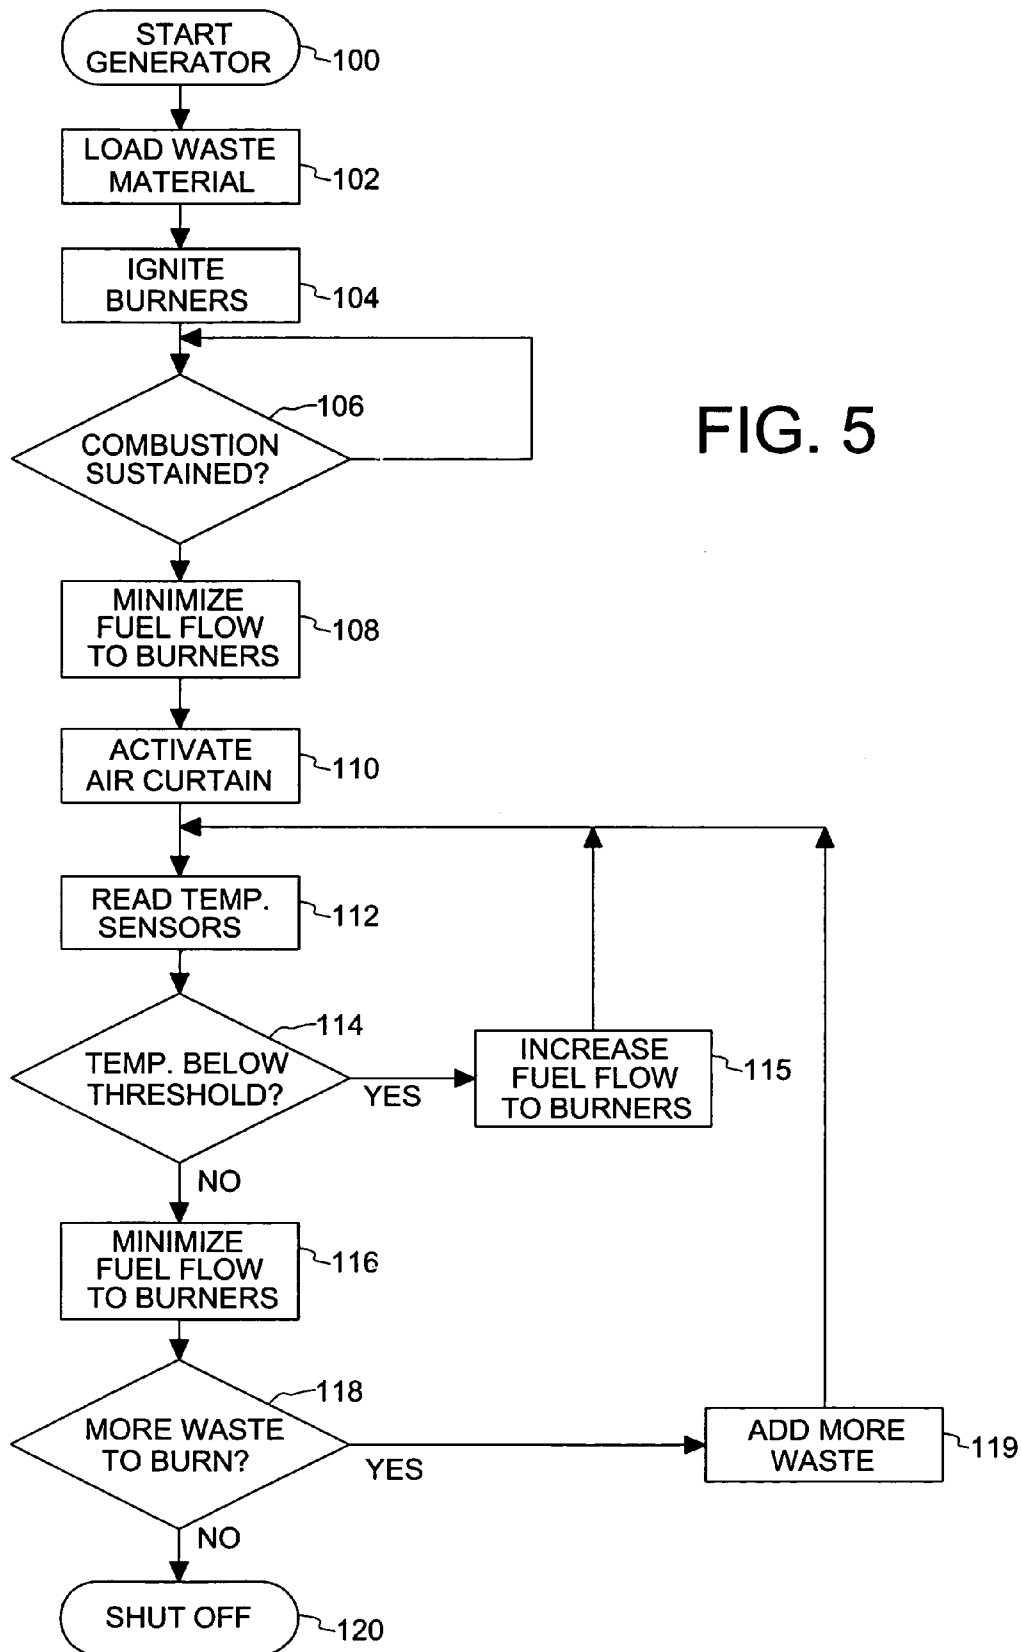 START
GENERATOR
100
LOAD WASTE
MATERIAL
102
IGNITE
BURNERS
104
106
COMBUSTION
SUSTAINED?
FIG. 5
MINIMIZE
FUEL FLOW
TO BURNERS
108
ACTIVATE
AIR CURTAIN
110
READ TEMP.
SENSORS
112
114
TEMP. BELOW
THRESHOLD?
YES
INCREASE
FUEL FLOW
TO BURNERS
115
NO
MINIMIZE
FUEL FLOW
TO BURNERS
116
118
MORE WASTE
TO BURN?
YES
ADD MORE
WASTE
119
NO
SHUT OFF
120